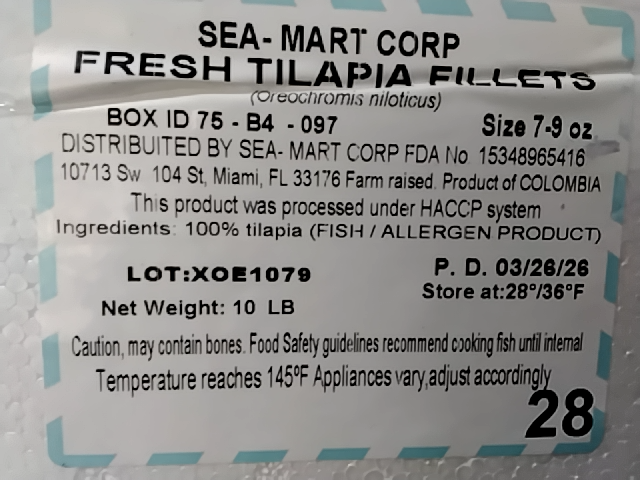 SEA- MART CORP
FRESH TILAPIA FILLETS
(Oreochromis niloticus)
BOX ID 75 - B4 - 097
Size 7-9 oz
DISTRIBUITED BY SEA- MART CORP FDA No 15348965416
10713 Sw 104 St, Miami, FL 33176 Farm raised. Product of COLOMBIA
This product was processed under HACCP system
Ingredients: 100% tilapia (FISH / ALLERGEN PRODUCT)
LOT:XOE1079
P. D. 03/26/26
Store at:28°/36°F
Net Weight: 10 LB
Caution, may contain bones. Food Safety guidelines recommend cooking fish until internal
Temperature reaches 145ºF Appliances vary,adjust accordingly
28